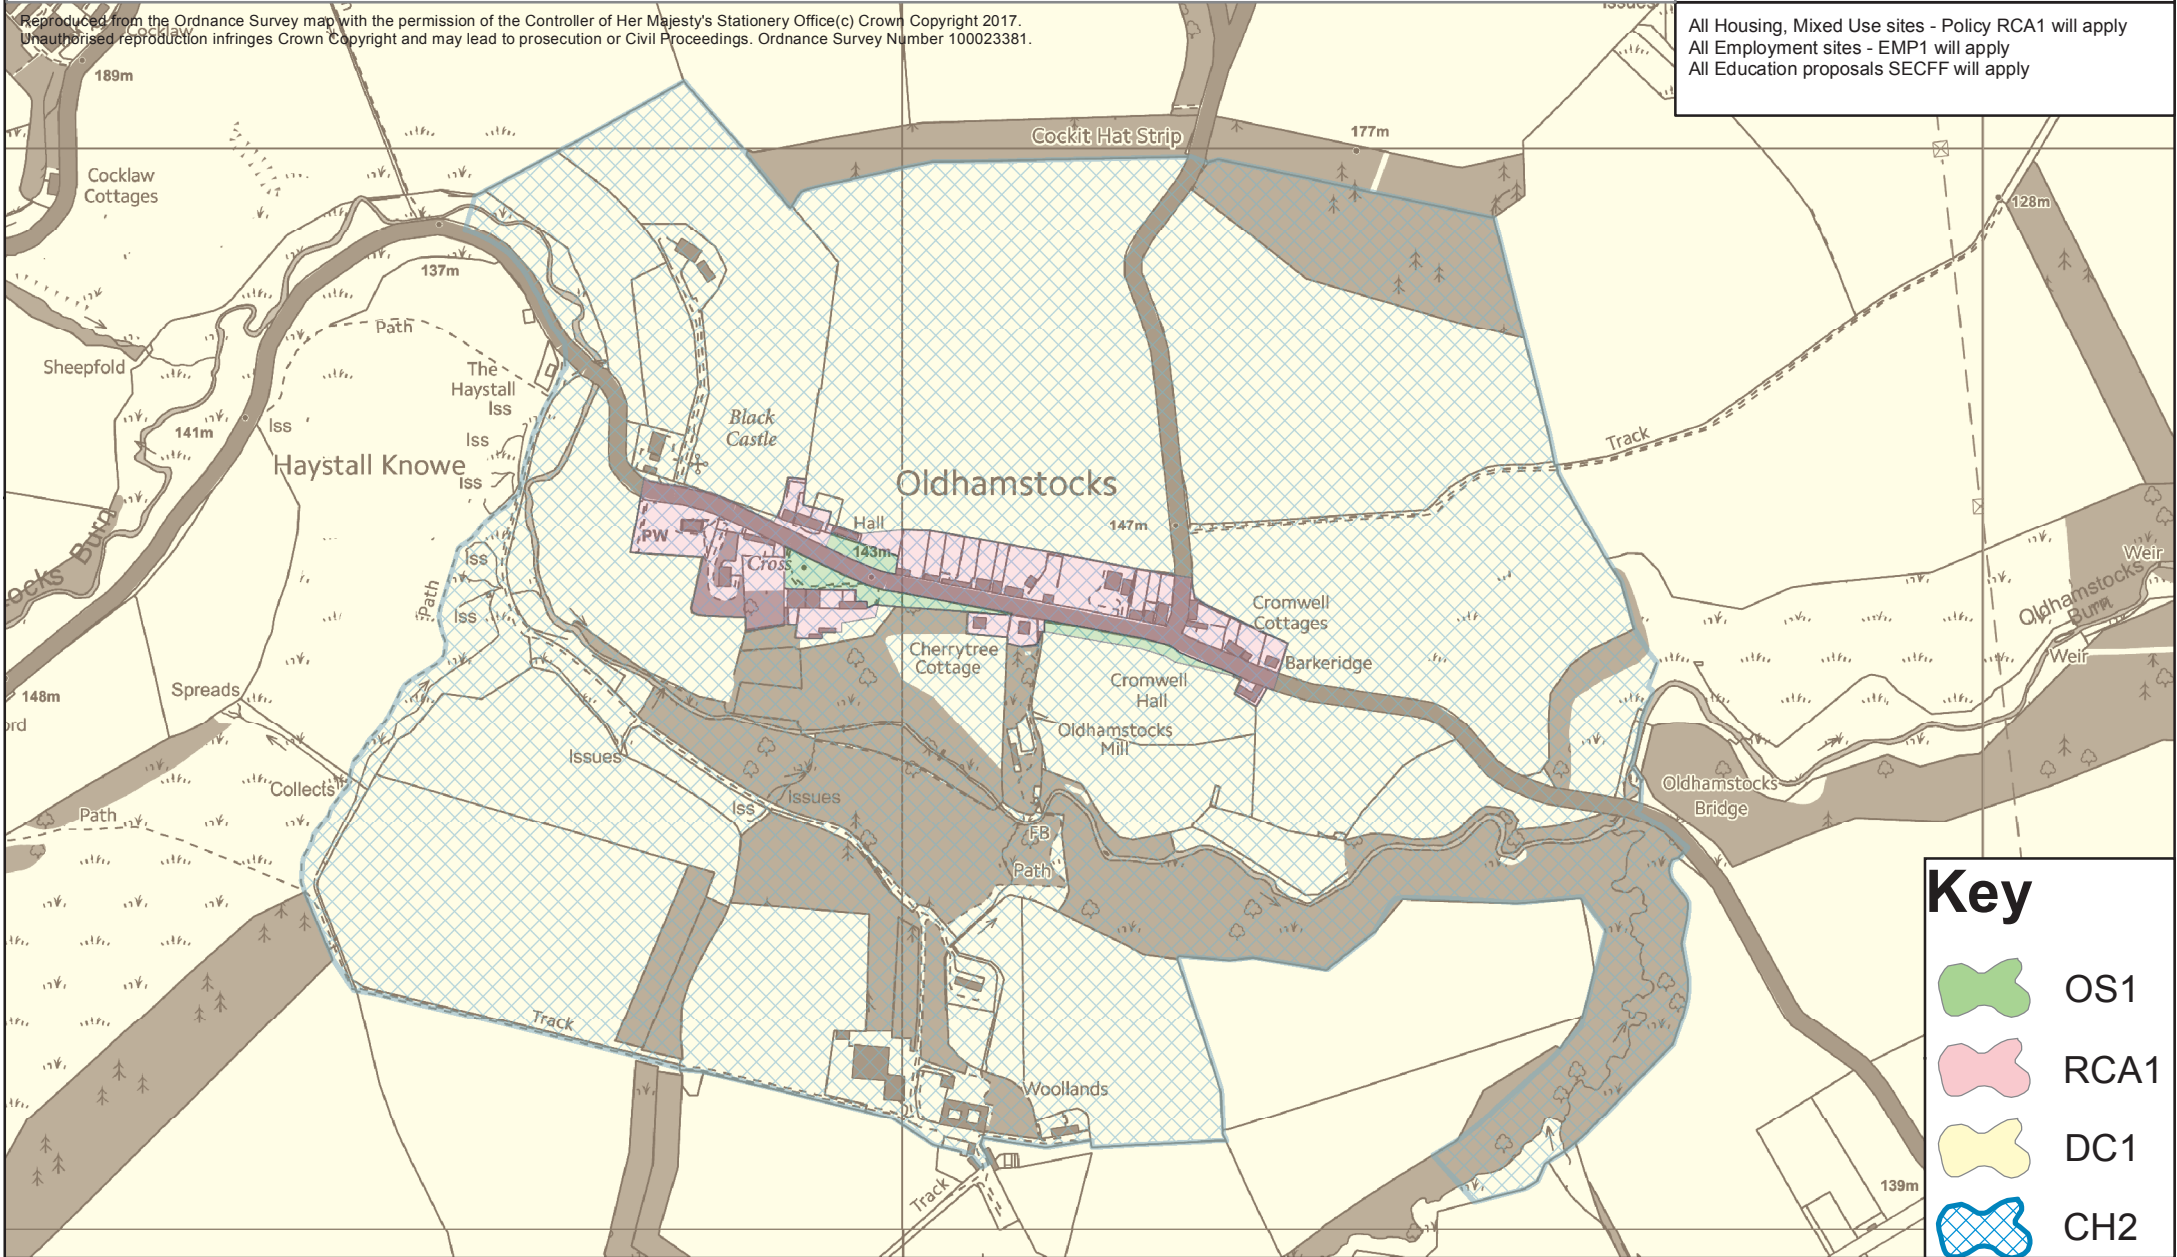 Reproduced from the Ordnance Survey map with the permission of the Controller of Her Majesty's Stationery Office(c) Crown Copyright 2017.
Unauthorised reproduction infringes Crown Copyright and may lead to prosecution or Civil Proceedings. Ordnance Survey Number 100023381.
All Housing, Mixed Use sites - Policy RCA1 will apply
All Employment sites - EMP1 will apply
All Education proposals SECFF will apply
Issues
Cocklaw
189m
Cocklaw
Cottages
Cockit Hat Strip
177m
128m
137m
Path
Sheepfold
The
Haystall
Iss
141m
Iss
Iss
Haystall Knowe
Iss
Black
Castle
Oldhamstocks
Track
147m
Hall
PW
143m
Cross
Burn
Iss
Path
Iss
Cromwell
Cottages
Barkeridge
Cherrytree
Cottage
Cromwell
Hall
Oldhamstocks
Mill
Weir
Oldhamstocks
Burn
Weir
148m
Spreads
Issues
Collects
Path
Iss
Issues
FB
Path
Oldhamstocks
Bridge
Track
Woollands
Track
139m
Key
OS1
RCA1
DC1
CH2